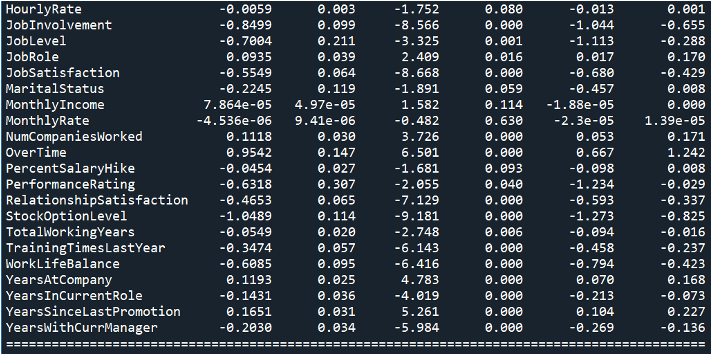 HourlyRate -0.0059 0.003 -1.752 0.080 -0.013 0.001
JobInvolvement -0.8499 0.099 -8.566 0.000 -1.044 -0.655
JobLevel -0.7004 0.211 -3.325 0.001 -1.113 -0.288
JobRole 0.0935 0.039 2.409 0.016 0.017 0.170
JobSatisfaction -0.5549 0.064 -8.668 0.000 -0.680 -0.429
MaritalStatus -0.2245 0.119 -1.891 0.059 -0.457 0.008
MonthlyIncome 7.864e-05 4.97e-05 1.582 0.114 -1.88e-05 0.000
MonthlyRate -4.536e-06 9.41e-06 -0.482 0.630 -2.3e-05 1.39e-05
NumCompaniesWorked 0.1118 0.030 3.726 0.000 0.053 0.171
OverTime 0.9542 0.147 6.501 0.000 0.667 1.242
PercentSalaryHike -0.0454 0.027 -1.681 0.093 -0.098 0.008
PerformanceRating -0.6318 0.307 -2.055 0.040 -1.234 -0.029
RelationshipSatisfaction -0.4653 0.065 -7.129 0.000 -0.593 -0.337
StockOptionLevel -1.0489 0.114 -9.181 0.000 -1.273 -0.825
TotalWorkingYears -0.0549 0.020 -2.748 0.006 -0.094 -0.016
TrainingTimesLastYear -0.3474 0.057 -6.143 0.000 -0.458 -0.237
WorkLifeBalance -0.6085 0.095 -6.416 0.000 -0.794 -0.423
YearsAtCompany 0.1193 0.025 4.783 0.000 0.070 0.168
YearsInCurrentRole -0.1431 0.036 -4.019 0.000 -0.213 -0.073
YearsSinceLastPromotion 0.1651 0.031 5.261 0.000 0.104 0.227
YearsWithCurrManager -0.2030 0.034 -5.984 0.000 -0.269 -0.136
==========================================================================================